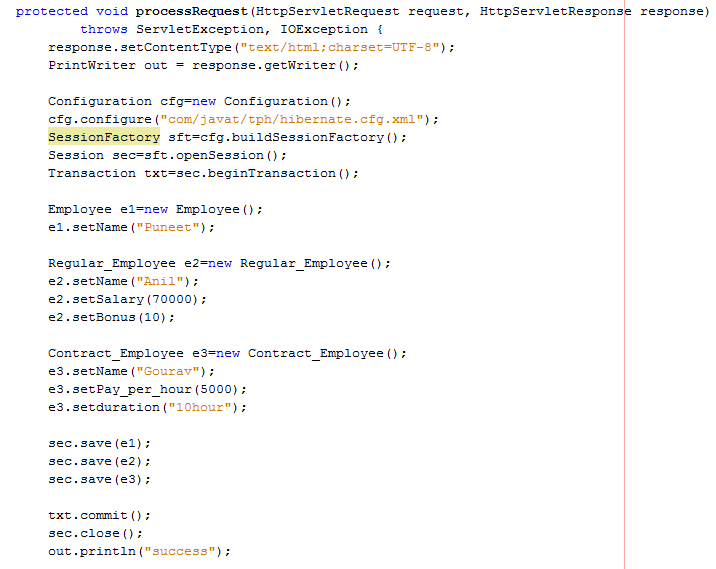 protected void processRequest(HttpServletRequest request, HttpServletResponse response)
        throws ServletException, IOException {
    response.setContentType("text/html;charset=UTF-8");
    PrintWriter out = response.getWriter();

    Configuration cfg=new Configuration();
    cfg.configure("com/javat/tph/hibernate.cfg.xml");
    SessionFactory sft=cfg.buildSessionFactory();
    Session sec=sft.openSession();
    Transaction txt=sec.beginTransaction();

    Employee e1=new Employee();
    e1.setName("Puneet");

    Regular_Employee e2=new Regular_Employee();
    e2.setName("Anil");
    e2.setSalary(70000);
    e2.setBonus(10);

    Contract_Employee e3=new Contract_Employee();
    e3.setName("Gourav");
    e3.setPay_per_hour(5000);
    e3.setduration("10hour");

    sec.save(e1);
    sec.save(e2);
    sec.save(e3);

    txt.commit();
    sec.close();
    out.println("success");